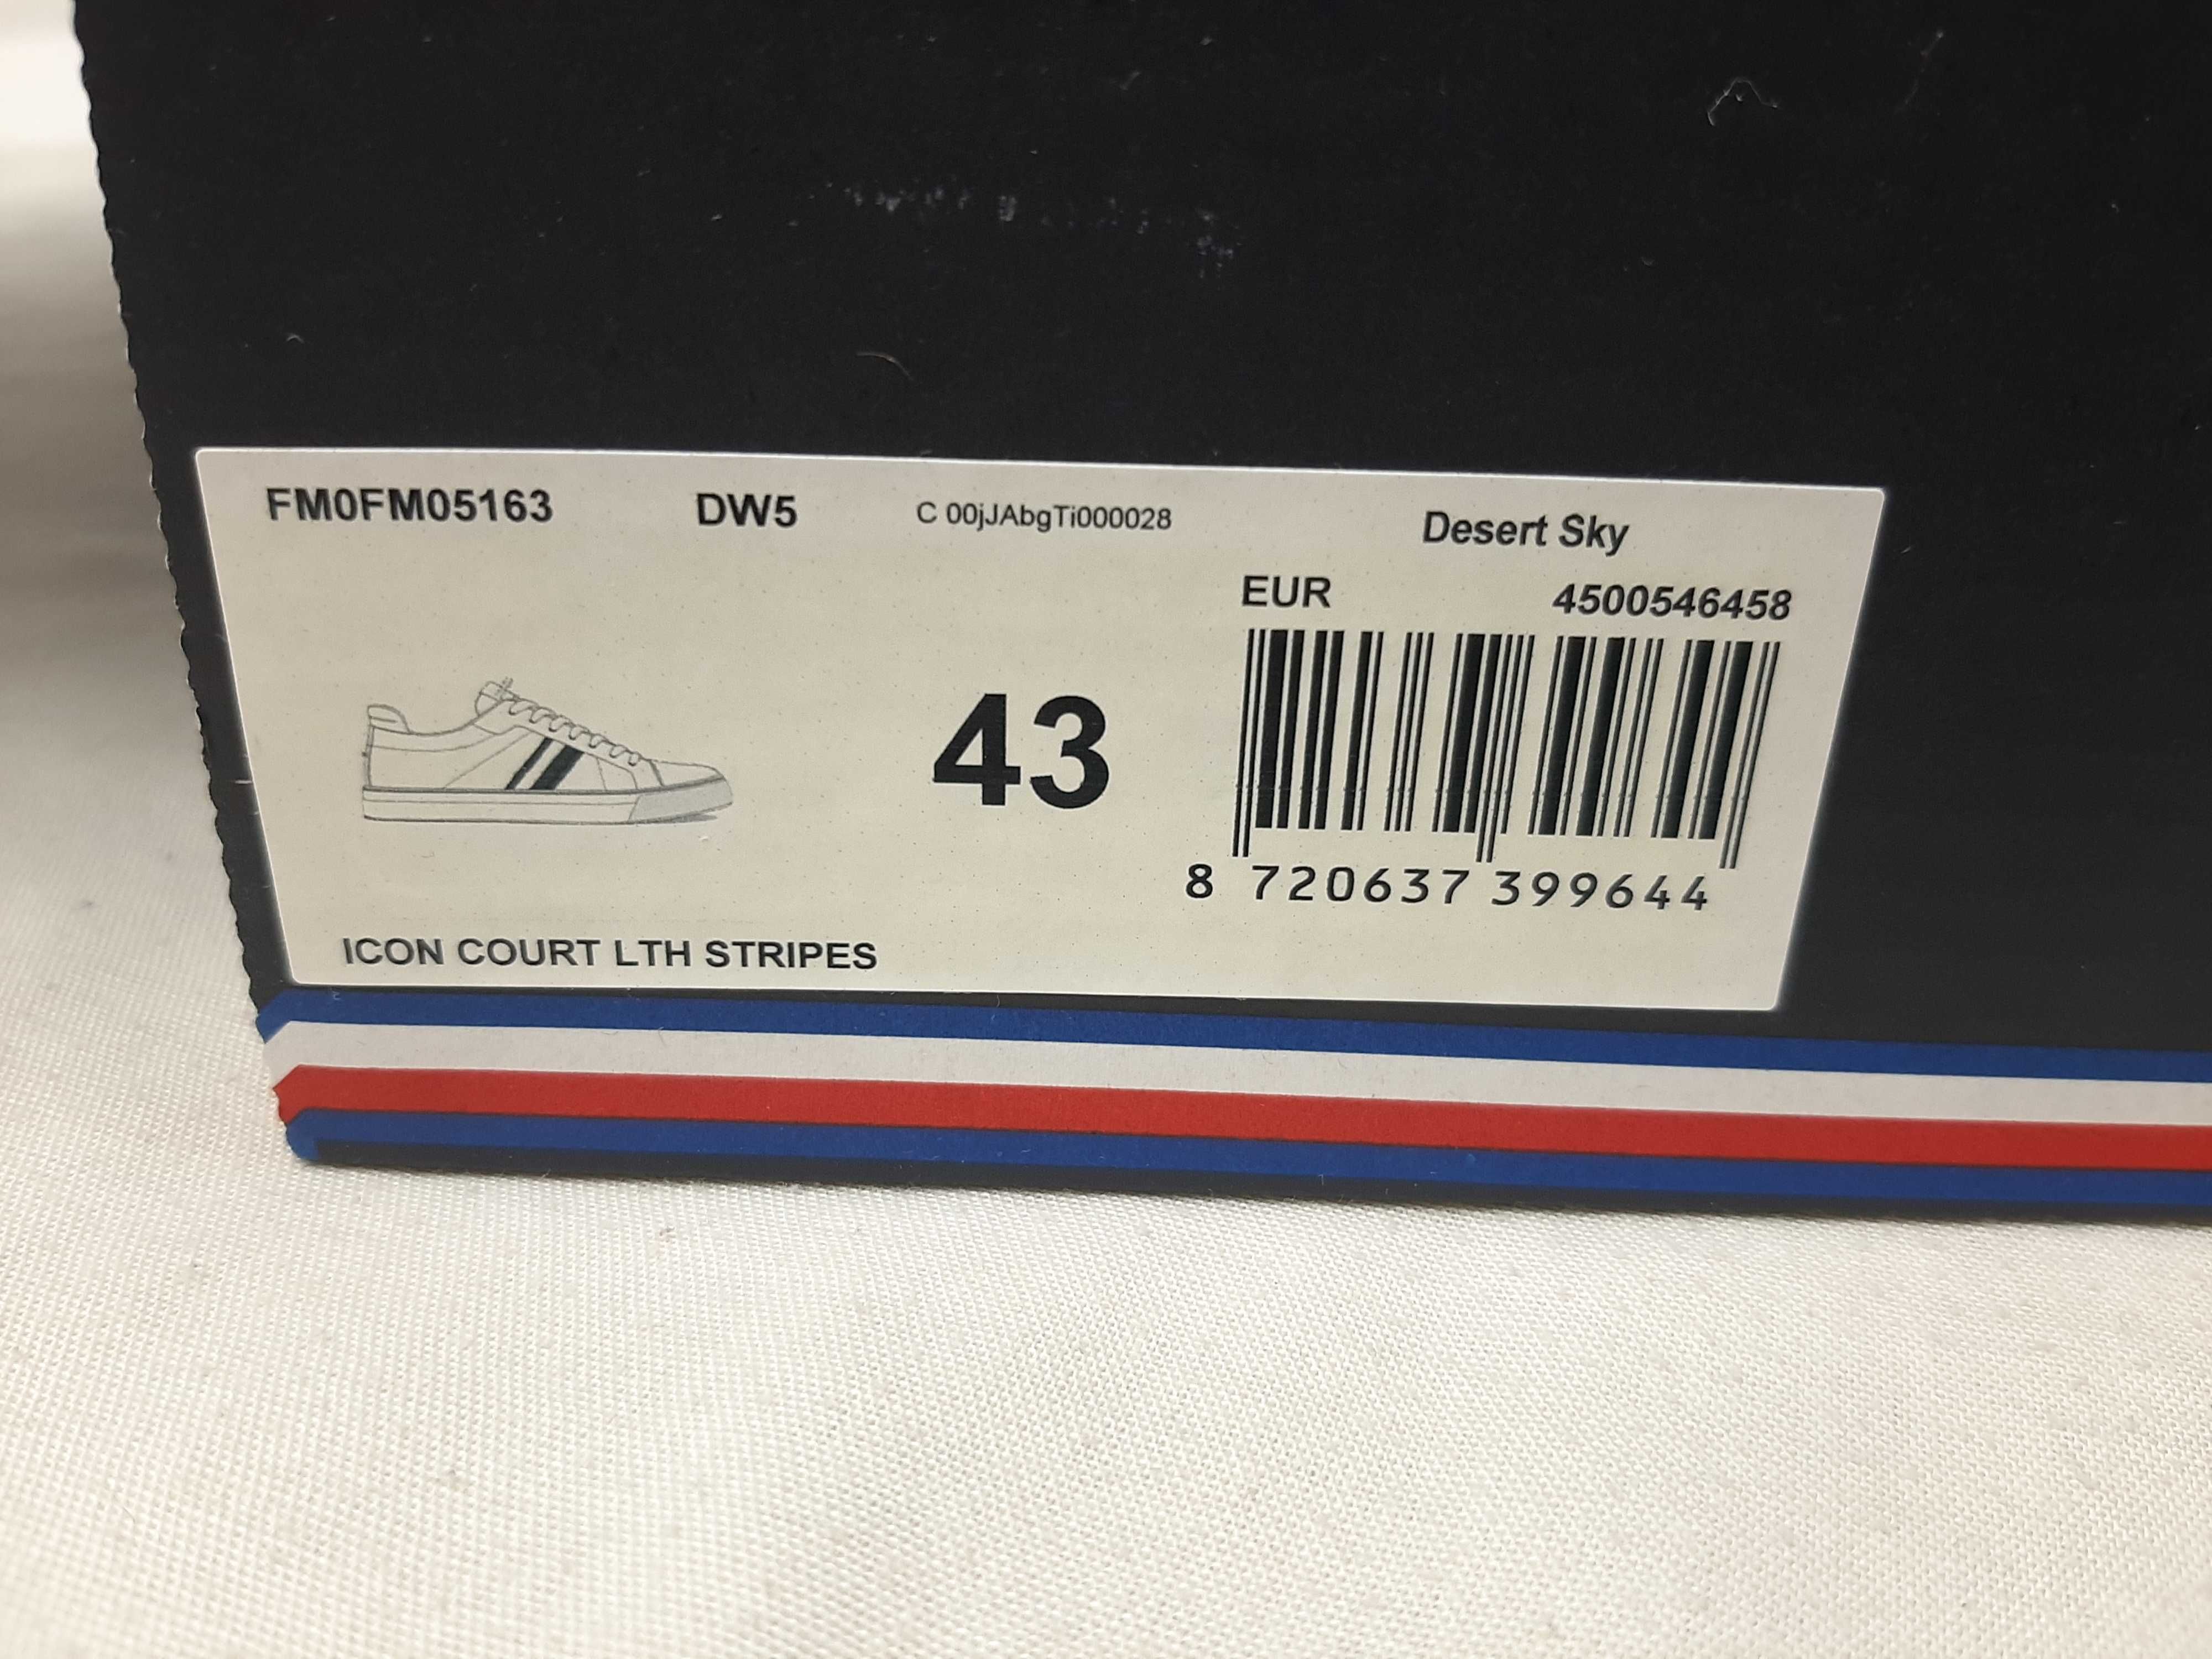 FM0FM05163 DW5 C 00jJAbgTi000028 Desert Sky
EUR 4500546458
43
8 720637 399644
ICON COURT LTH STRIPES